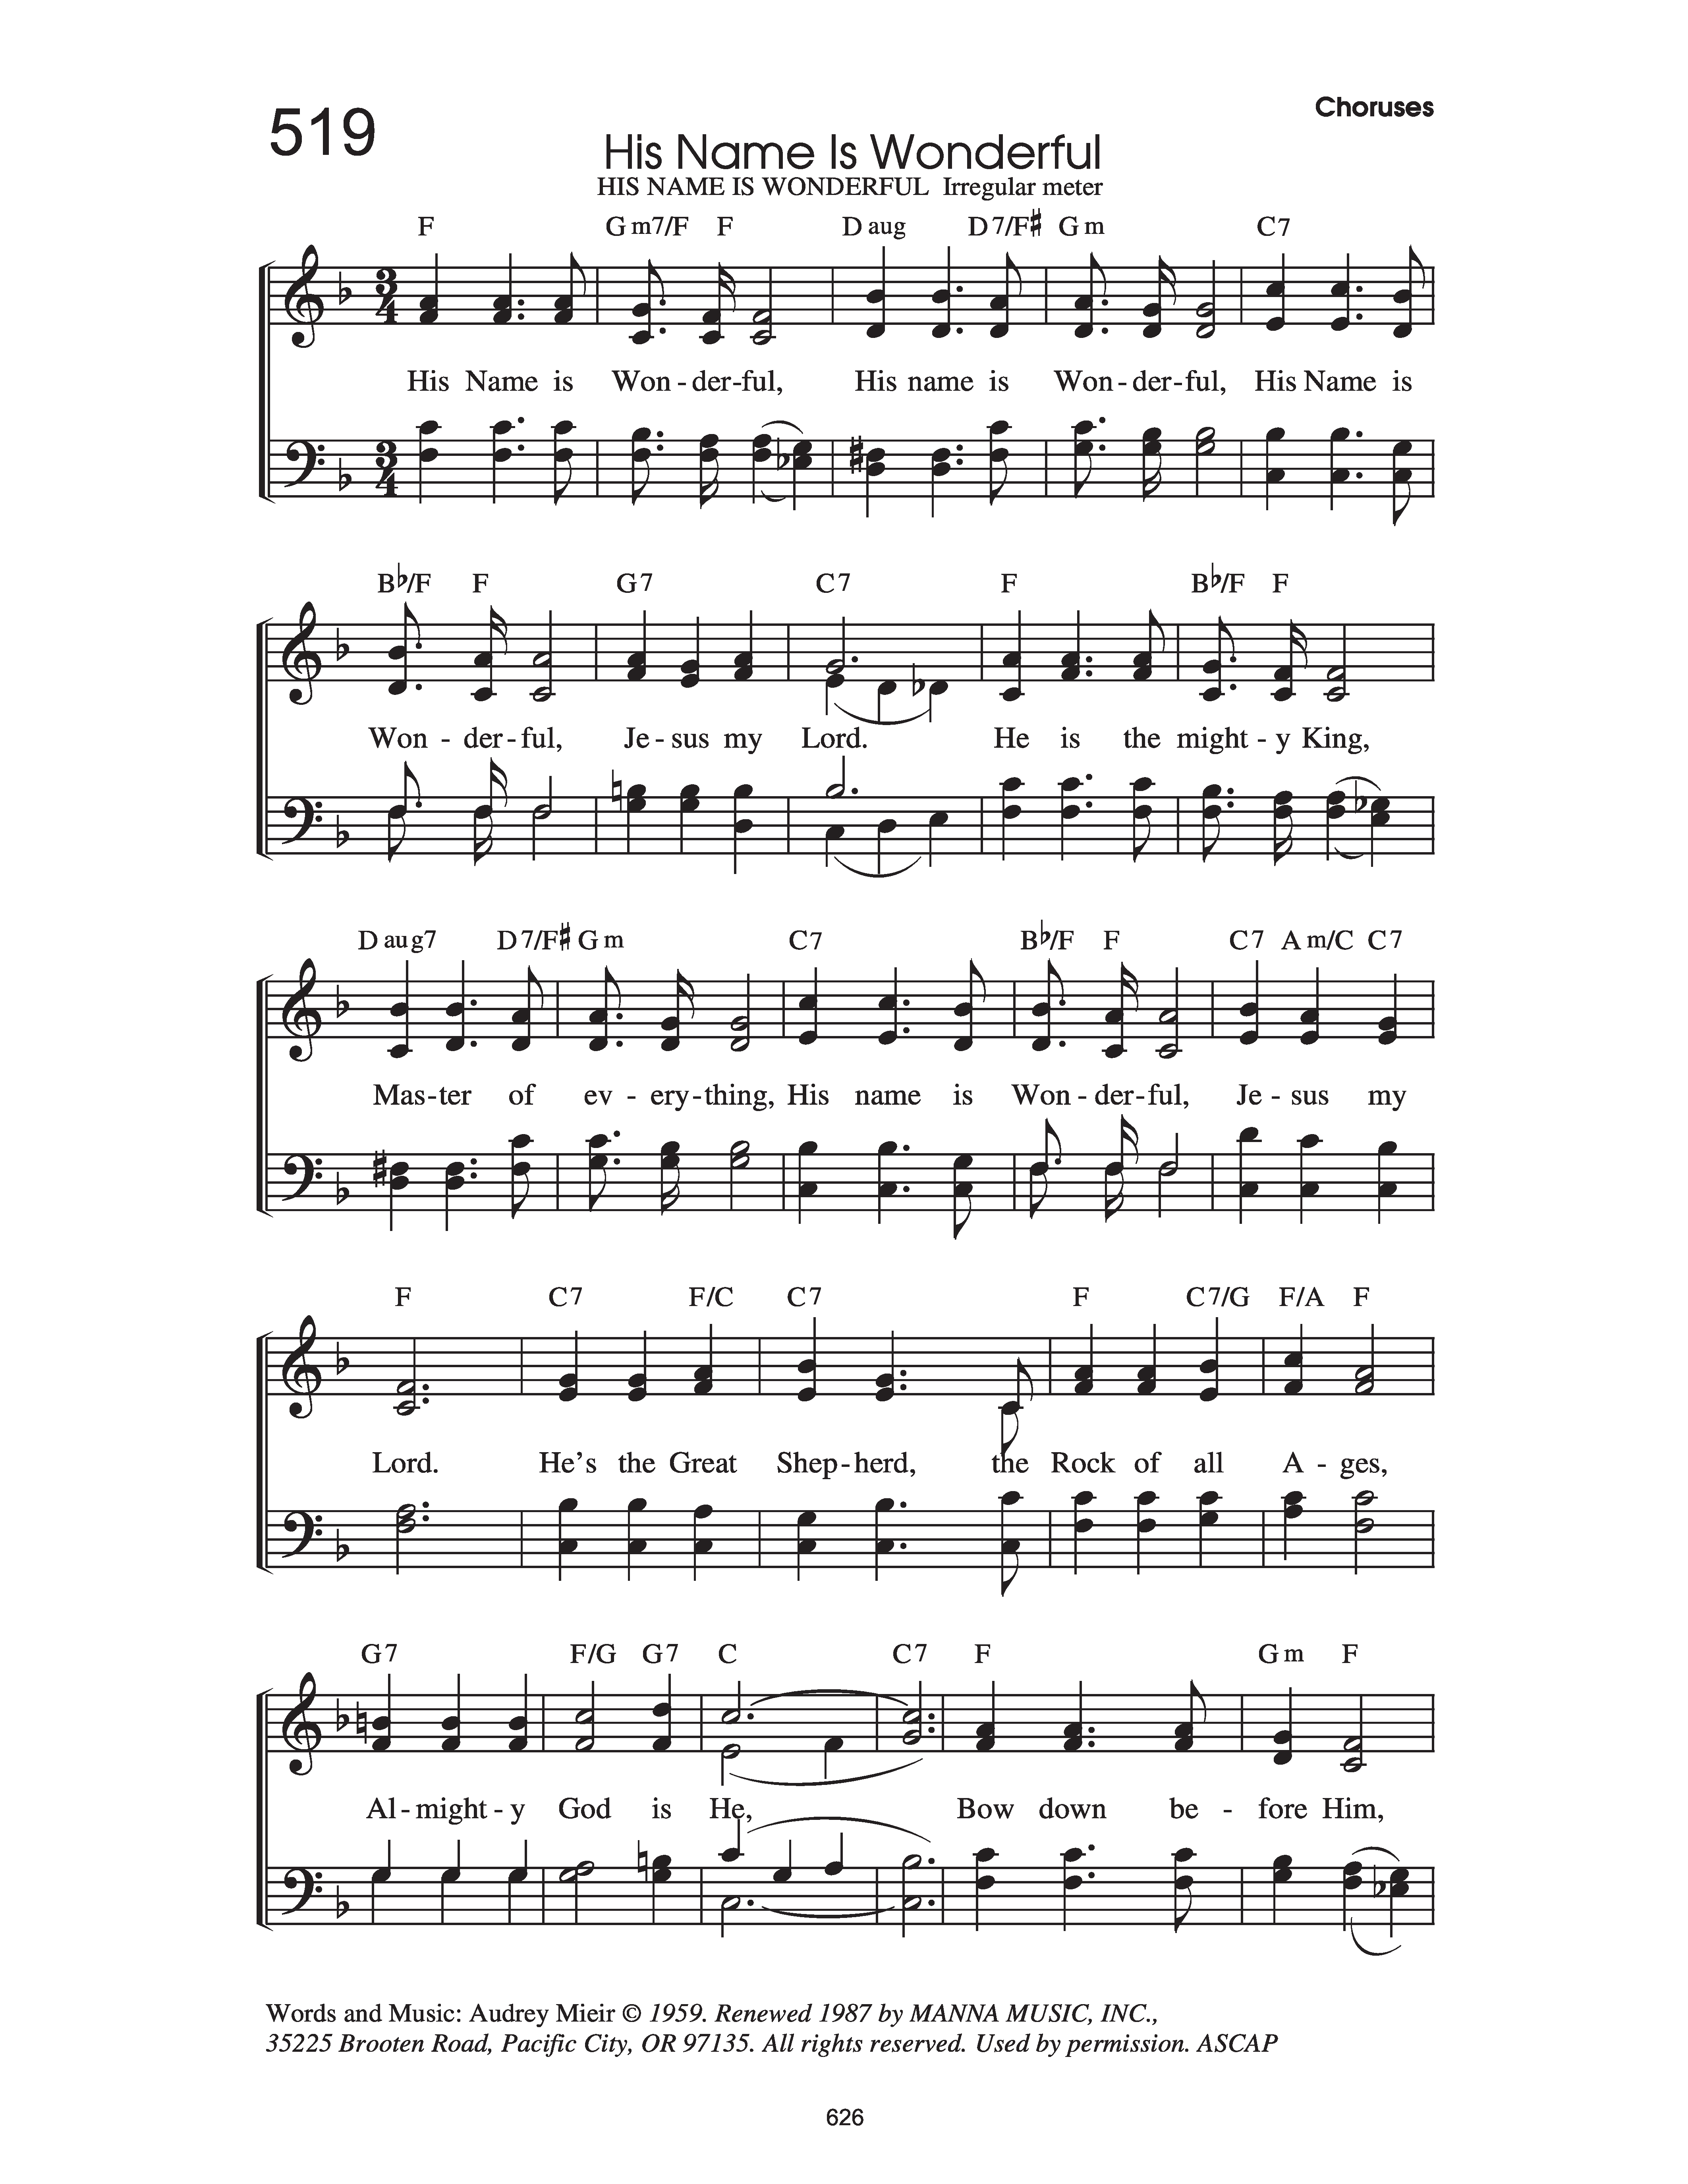 519
Choruses
His Name Is Wonderful
HIS NAME IS WONDERFUL Irregular meter
F Gm7/F F Daug D7/F♯ Gm C7
3/4
His Name is Won - der-ful, His name is Won - der-ful, His Name is
3/4
B♭/F F G7 C7 F B♭/F F
Won - der-ful, Je-sus my Lord. He is the might-y King,
Daug7 D7/F♯ Gm C7 B♭/F F C7 Am/C C7
Mas-ter of ev - ery-thing, His name is Won - der-ful, Je - sus my
F C7 F/C C7 F C7/G F/A F
Lord. He’s the Great Shep-herd, the Rock of all A - ges,
G7 F/G G7 C C7 F Gm F
Al-might-y God is He, Bow down be - fore Him,
Words and Music: Audrey Mieir © 1959. Renewed 1987 by MANNA MUSIC, INC.,
35225 Brooten Road, Pacific City, OR 97135. All rights reserved. Used by permission. ASCAP
626